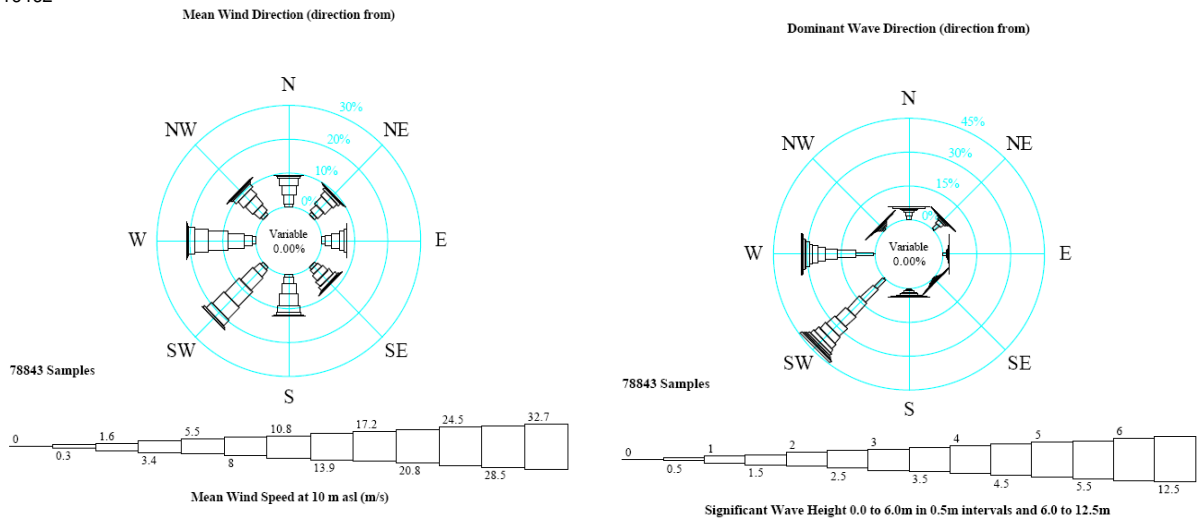 Mean Wind Direction (direction from)
N
NW
NE
30%
20%
10%
0%
Variable
0.00%
W
E
SW
SE
S
78843 Samples
0
1.6
5.5
10.8
17.2
24.5
32.7
0.3
3.4
8
13.9
20.8
28.5
Mean Wind Speed at 10 m asl (m/s)
Dominant Wave Direction (direction from)
N
NW
NE
45%
30%
15%
0%
Variable
0.00%
W
E
SW
SE
S
78843 Samples
0
1
2
3
4
5
6
0.5
1.5
2.5
3.5
4.5
5.5
12.5
Significant Wave Height 0.0 to 6.0m in 0.5m intervals and 6.0 to 12.5m